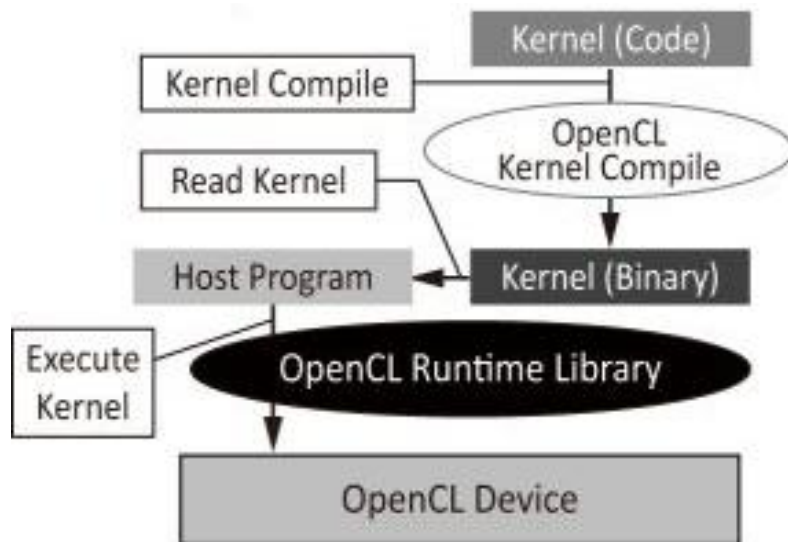 Kernel (Code)
Kernel Compile
OpenCL
Kernel Compile
Read Kernel
Host Program
Kernel (Binary)
Execute
Kernel
OpenCL Runtime Library
OpenCL Device